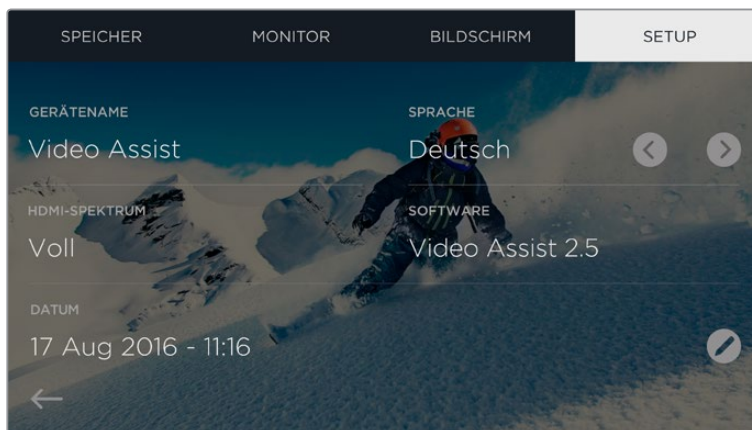 SPEICHER MONITOR BILDSCHIRM SETUP
GERÄTENAME SPRACHE
Video Assist Deutsch
HDMI-SPEKTRUM SOFTWARE
Voll Video Assist 2.5
DATUM
17 Aug 2016 - 11:16